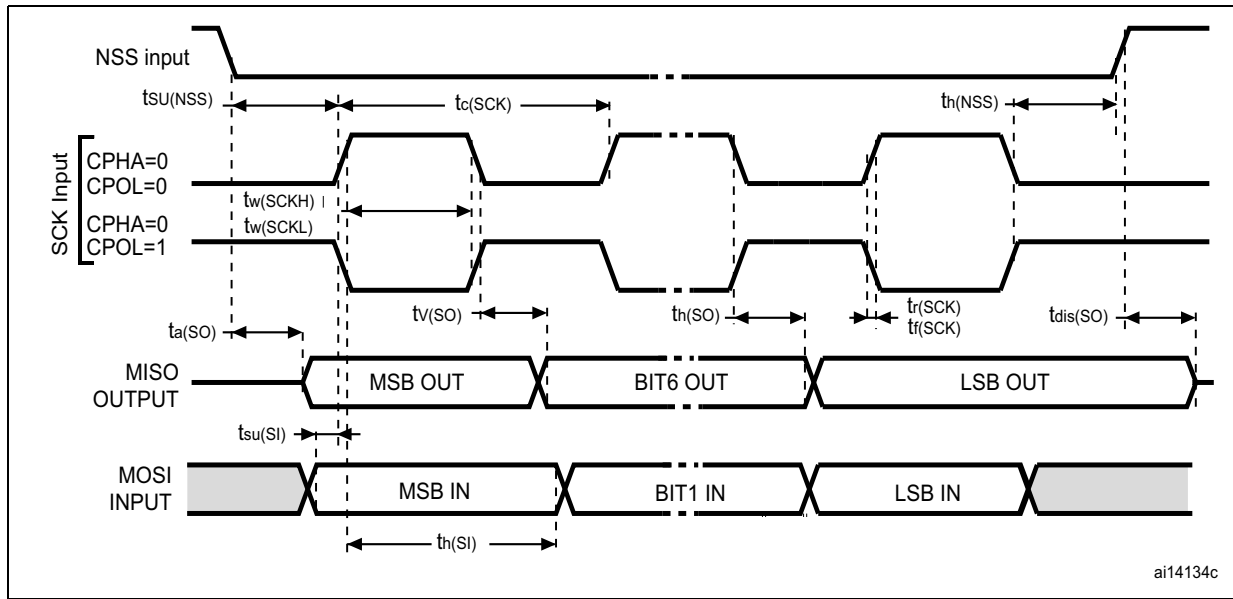 NSS input
tSU(NSS)
tc(SCK)
th(NSS)
SCK Input
CPHA=0
CPOL=0
tw(SCKH)
CPHA=0
tw(SCKL)
CPOL=1
tV(SO)
th(SO)
tr(SCK)
tf(SCK)
tdis(SO)
ta(SO)
MISO
OUTPUT
MSB OUT
BIT6 OUT
LSB OUT
tsu(SI)
MOSI
INPUT
MSB IN
BIT1 IN
LSB IN
th(SI)
ai14134c